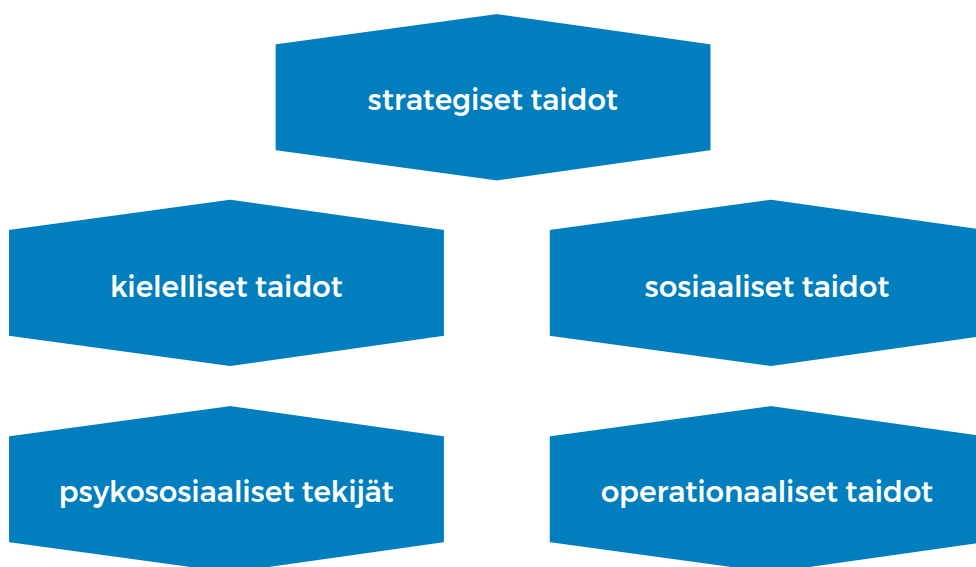 strategiset taidot
kielelliset taidot
sosiaaliset taidot
psykososiaaliset tekijät
operationaaliset taidot